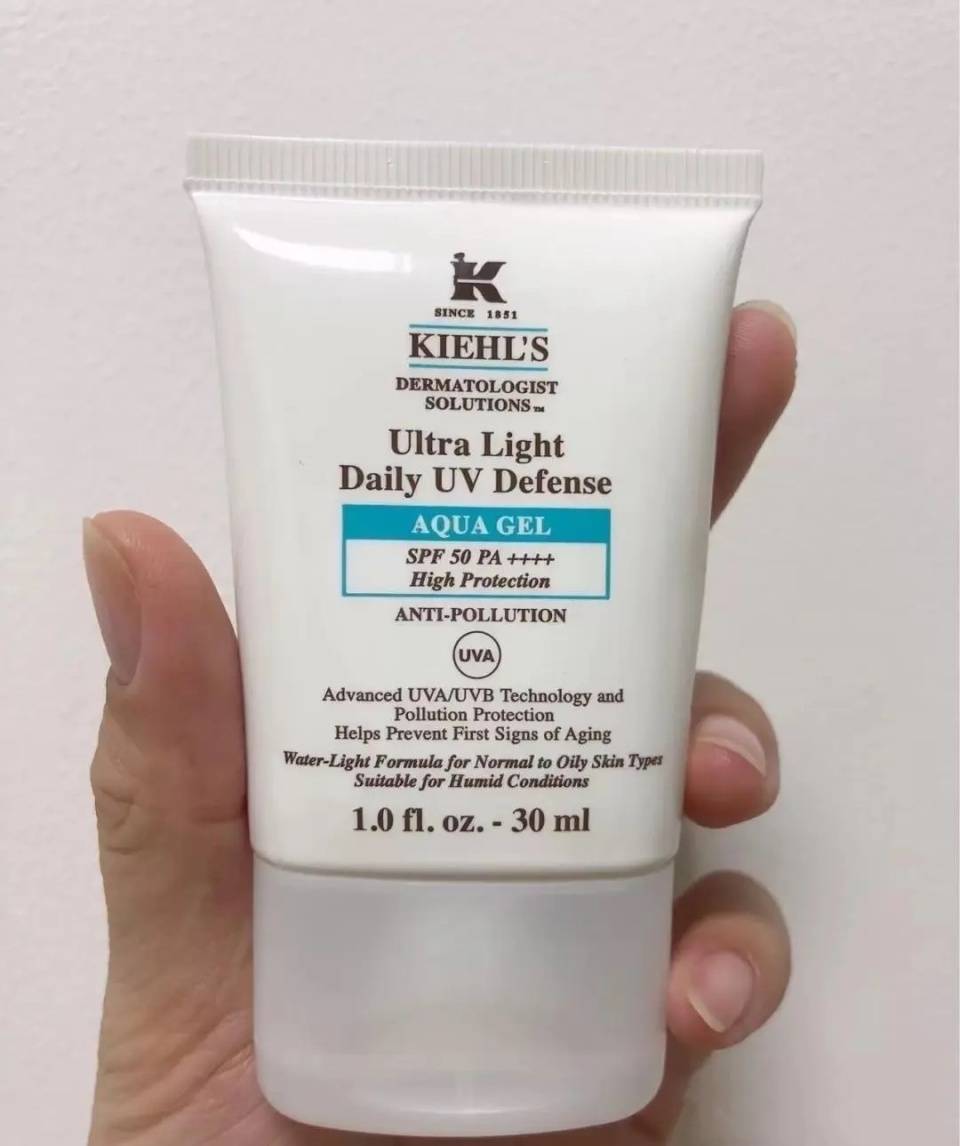 K
SINCE 1851
KIEHL'S
DERMATOLOGIST
SOLUTIONS™
Ultra Light
Daily UV Defense
AQUA GEL
SPF 50 PA ++++
High Protection
ANTI-POLLUTION
UVA
Advanced UVA/UVB Technology and
Pollution Protection
Helps Prevent First Signs of Aging
Water-Light Formula for Normal to Oily Skin Types
Suitable for Humid Conditions
1.0 fl. oz. - 30 ml